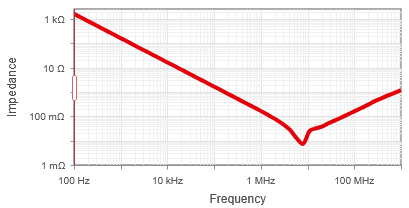 1 kΩ
10 Ω
100 mΩ
1 mΩ
Impedance
100 Hz
10 kHz
1 MHz
100 MHz
Frequency